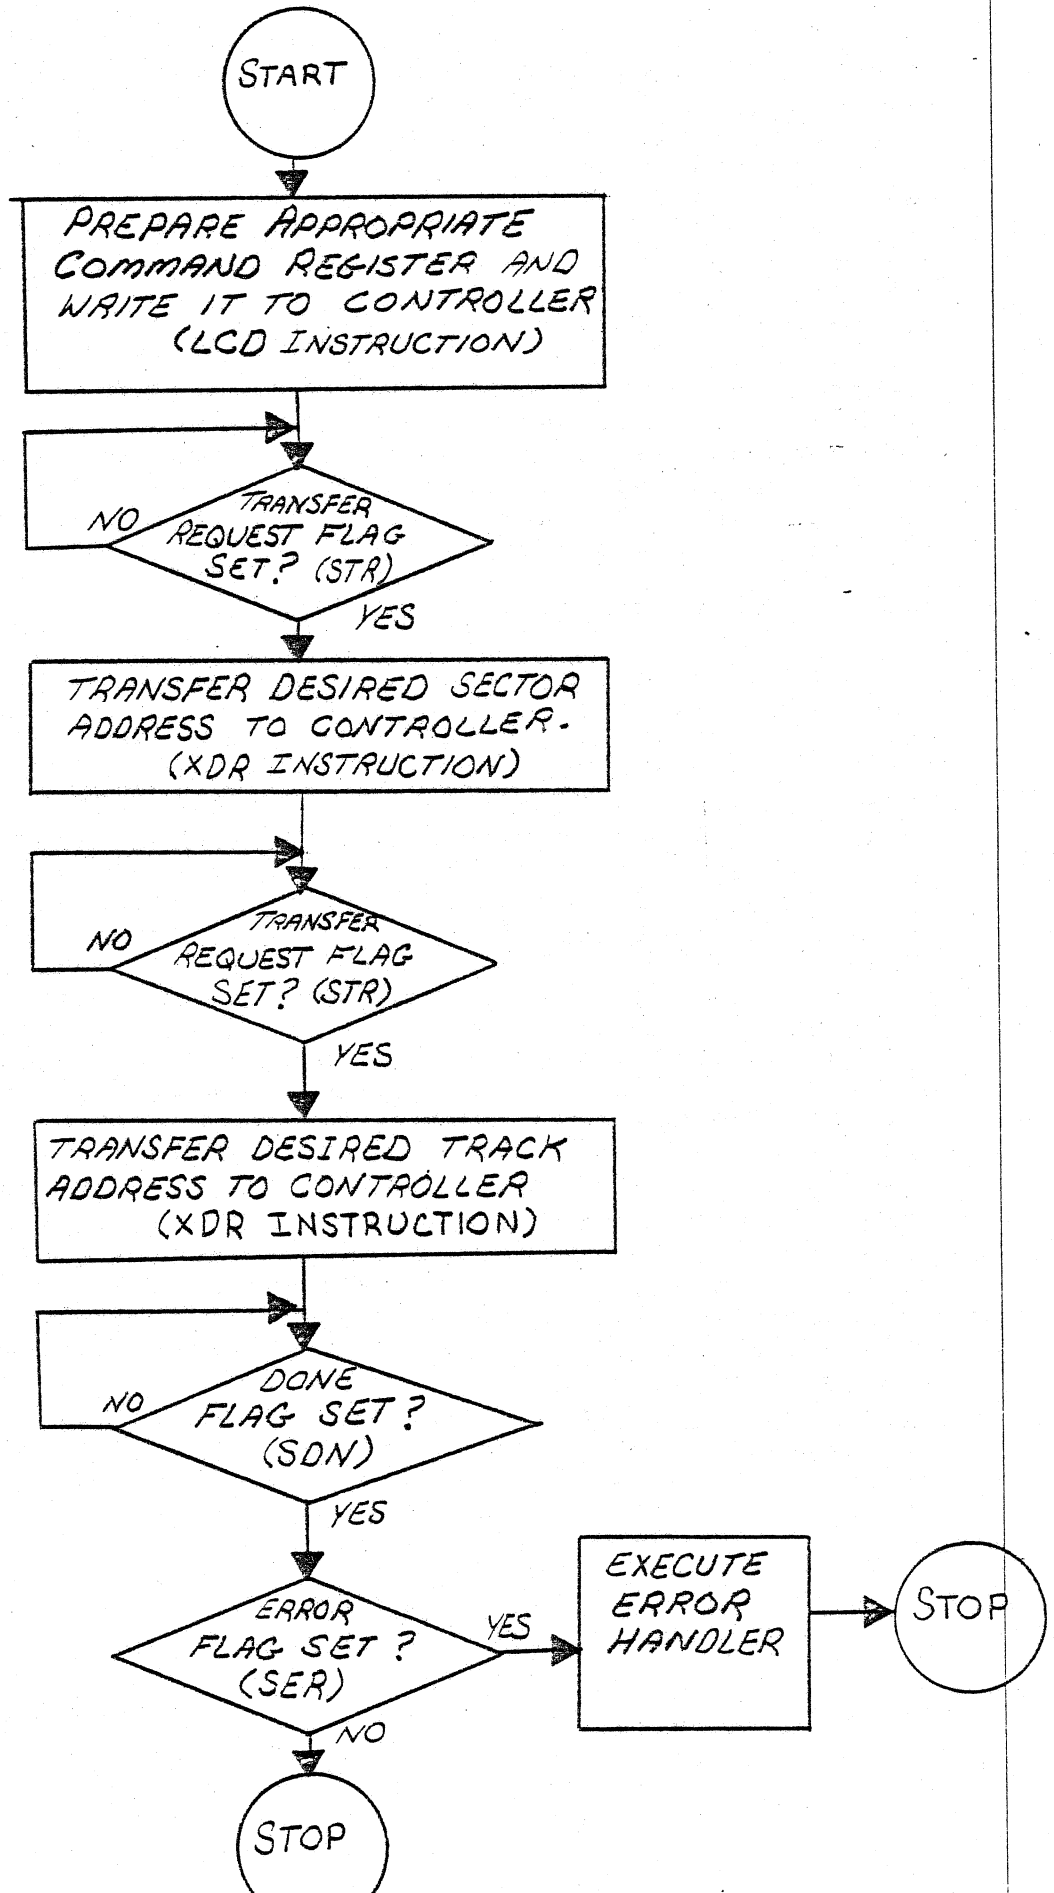 START
PREPARE APPROPRIATE
COMMAND REGISTER AND
WRITE IT TO CONTROLLER
(LCD INSTRUCTION)
TRANSFER
REQUEST FLAG
SET? (STR)
NO
YES
TRANSFER DESIRED SECTOR
ADDRESS TO CONTROLLER.
(XDR INSTRUCTION)
TRANSFER
REQUEST FLAG
SET? (STR)
NO
YES
TRANSFER DESIRED TRACK
ADDRESS TO CONTROLLER
(XDR INSTRUCTION)
DONE
FLAG SET?
(SDN)
NO
YES
ERROR
FLAG SET?
(SER)
YES
EXECUTE
ERROR
HANDLER
STOP
NO
STOP